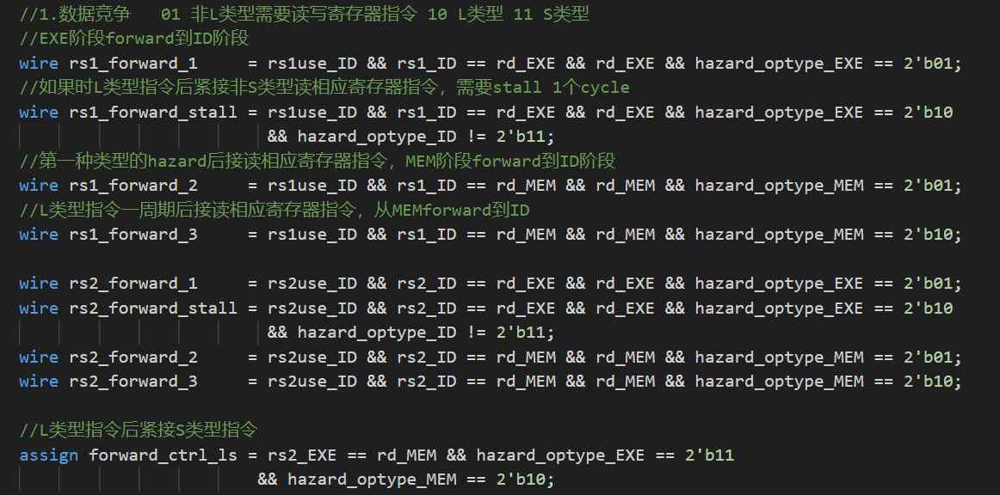 //1.数据竞争   01 非L类型需要读写寄存器指令 10 L类型 11 S类型
//EXE阶段forward到ID阶段
wire rs1_forward_1     = rs1use_ID && rs1_ID == rd_EXE && rd_EXE && hazard_optype_EXE == 2'b01;
//如果时L类型指令后紧接非S类型读相应寄存器指令，需要stall 1个cycle
wire rs1_forward_stall = rs1use_ID && rs1_ID == rd_EXE && rd_EXE && hazard_optype_EXE == 2'b10
                        && hazard_optype_ID != 2'b11;
//第一种类型的hazard后接读相应寄存器指令，MEM阶段forward到ID阶段
wire rs1_forward_2     = rs1use_ID && rs1_ID == rd_MEM && rd_MEM && hazard_optype_MEM == 2'b01;
//L类型指令一周期后接读相应寄存器指令，从MEMforward到ID
wire rs1_forward_3     = rs1use_ID && rs1_ID == rd_MEM && rd_MEM && hazard_optype_MEM == 2'b10;
wire rs2_forward_1     = rs2use_ID && rs2_ID == rd_EXE && rd_EXE && hazard_optype_EXE == 2'b01;
wire rs2_forward_stall = rs2use_ID && rs2_ID == rd_EXE && rd_EXE && hazard_optype_EXE == 2'b10
                        && hazard_optype_ID != 2'b11;
wire rs2_forward_2     = rs2use_ID && rs2_ID == rd_MEM && rd_MEM && hazard_optype_MEM == 2'b01;
wire rs2_forward_3     = rs2use_ID && rs2_ID == rd_MEM && rd_MEM && hazard_optype_MEM == 2'b10;
//L类型指令后紧接S类型指令
assign forward_ctrl_ls = rs2_EXE == rd_MEM && hazard_optype_EXE == 2'b11
                        && hazard_optype_MEM == 2'b10;